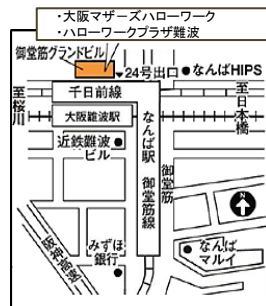 ・大阪マザーズハローワーク
・ハローワークプラザ難波
御堂筋グランドビル
24号出口
なんばHIPS
至桜川
千日前線
至日本橋
大阪難波駅
近鉄難波
ビル
なんば駅 御堂筋線
御堂筋
N
阪神高速
みずほ
銀行
なんば
マルイ